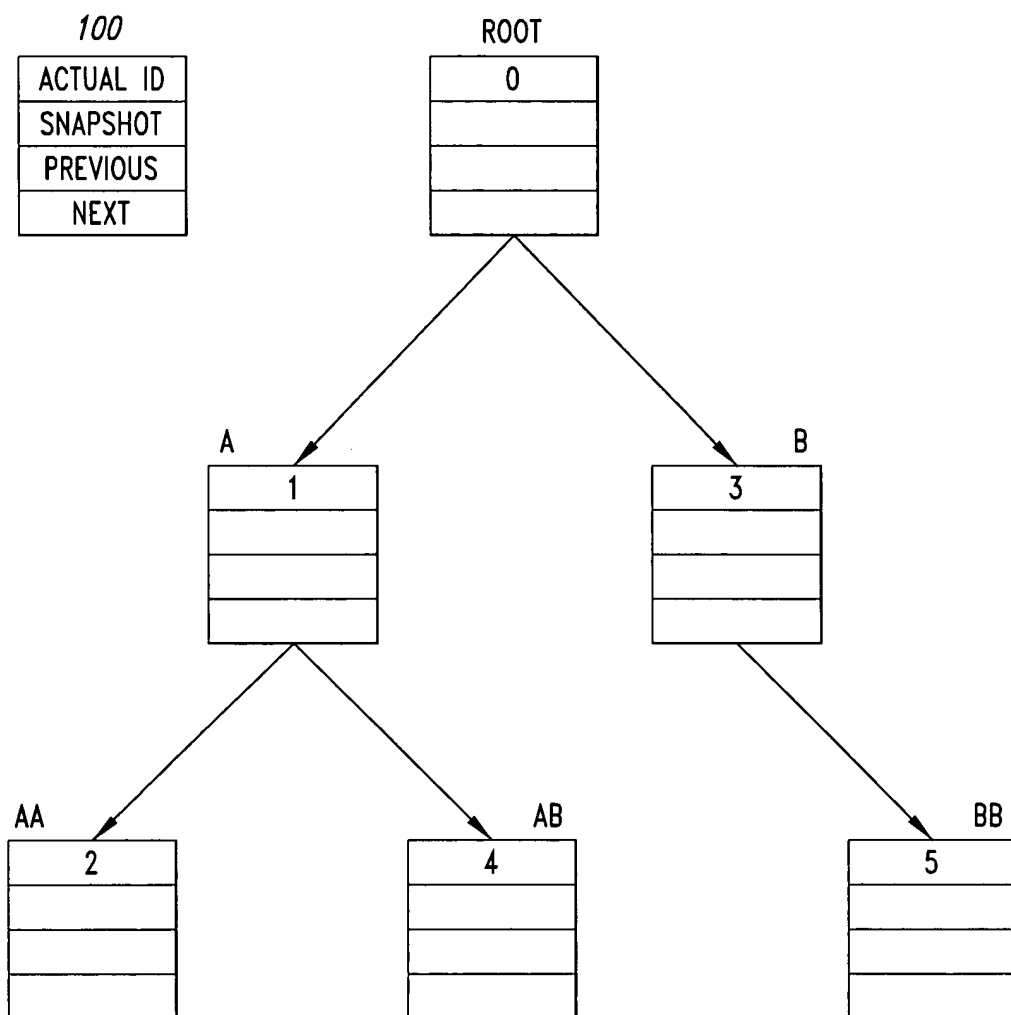 100
ACTUAL ID
SNAPSHOT
PREVIOUS
NEXT
ROOT
0
A
1
B
3
AA
2
AB
4
BB
5